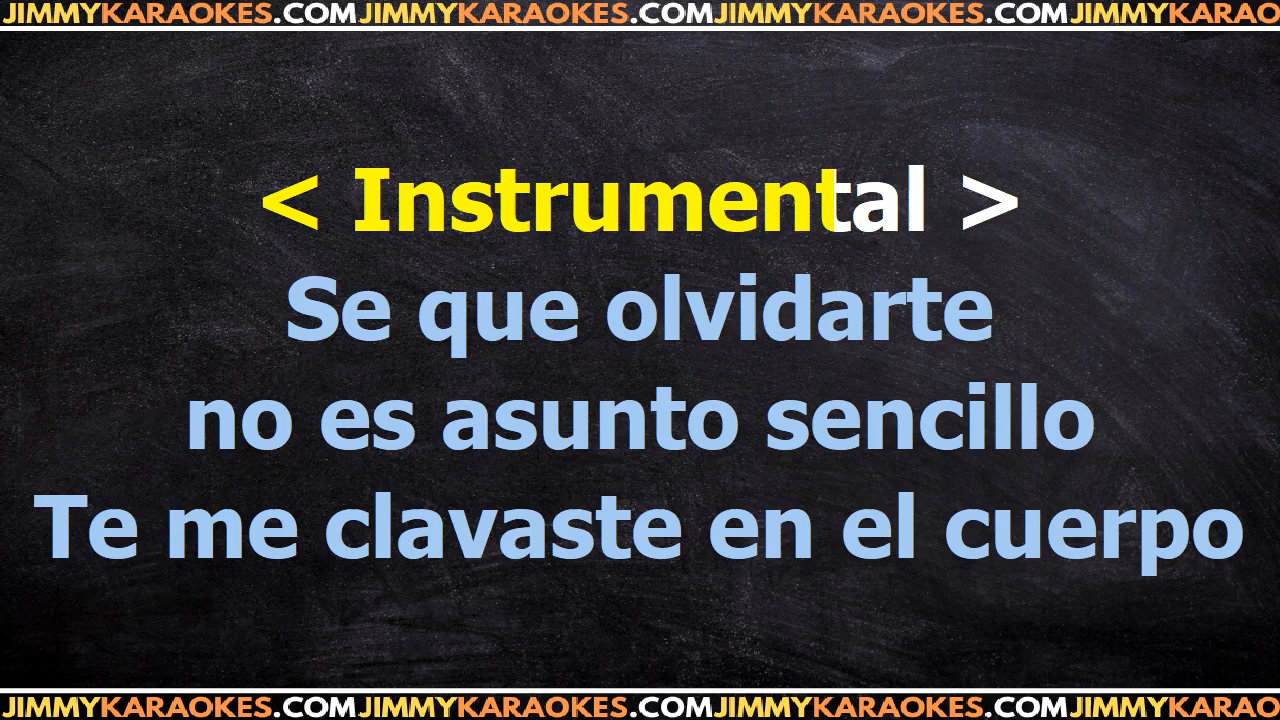 JIMMYKARAOKES.COMJIMMYKARAOKES.COMJIMMYKARAOKES.COMJIMMYKARAO
< Instrumental >
Se que olvidarte
no es asunto sencillo
Te me clavaste en el cuerpo
JIMMYKARAOKES.COMJIMMYKARAOKES.COMJIMMYKARAOKES.COMJIMMYKARAO